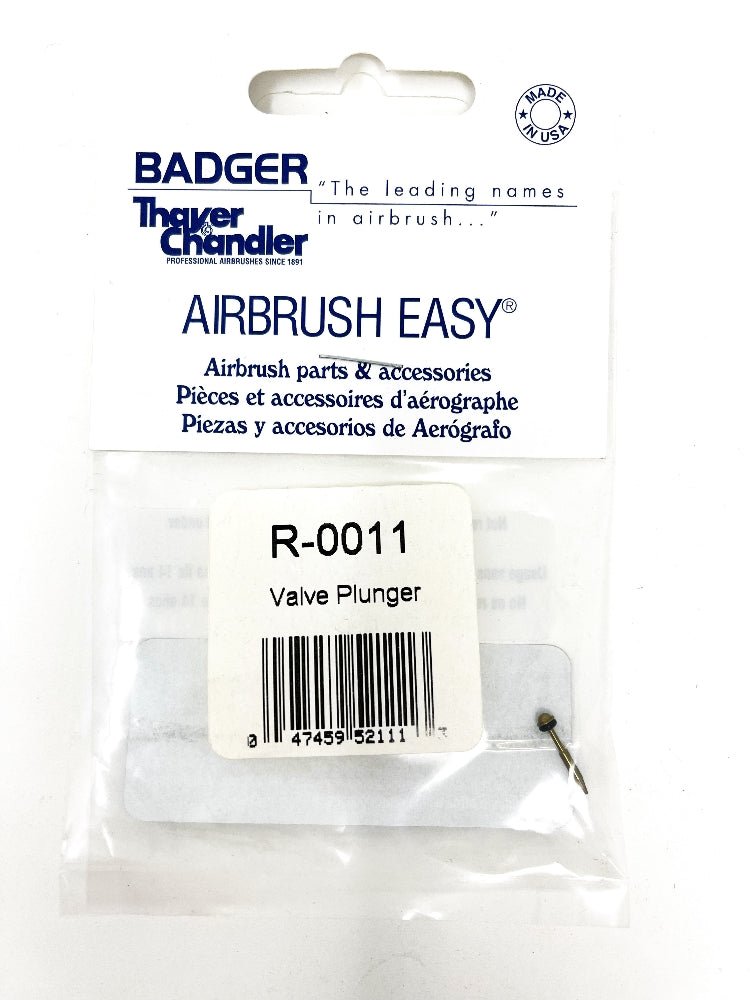 MADE
IN USA
BADGER
Thayer
& Chandler
PROFESSIONAL AIRBRUSHES SINCE 1891
"The leading names
in airbrush..."
AIRBRUSH EASY®
Airbrush parts & accessories
Pièces et accessoires d'aérographe
Piezas y accesorios de Aerógrafo
R-0011
Valve Plunger
0 47459 52111